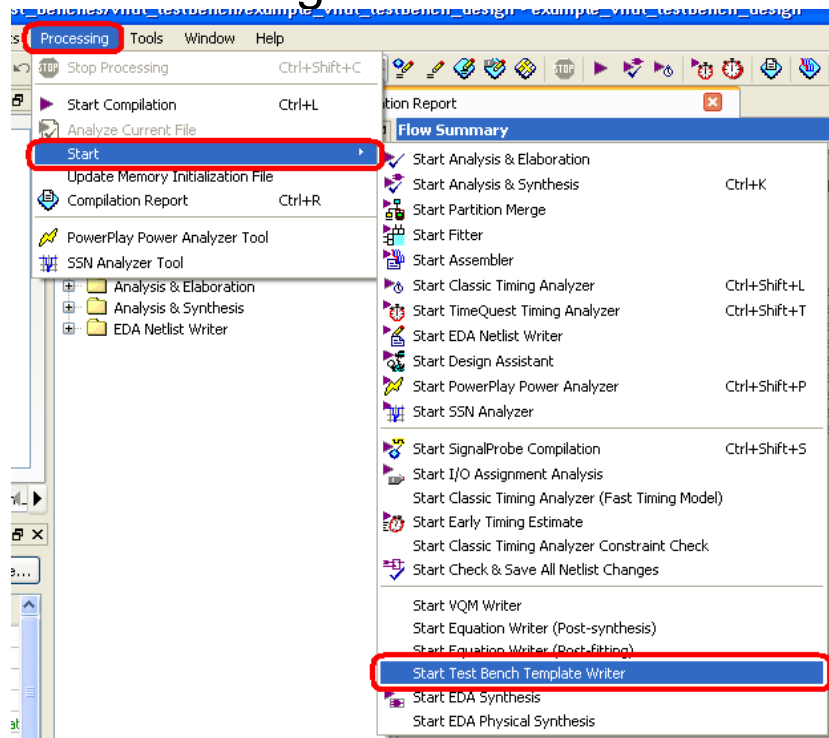 Processing Tools Window Help
Stop Processing Ctrl+Shift+C
Start Compilation Ctrl+L
Analyze Current File
Start
Update Memory Initialization File
Compilation Report Ctrl+R
PowerPlay Power Analyzer Tool
SSN Analyzer Tool
Analysis & Elaboration
Analysis & Synthesis
EDA Netlist Writer
Report
Flow Summary
Start Analysis & Elaboration
Start Analysis & Synthesis Ctrl+K
Start Partition Merge
Start Fitter
Start Assembler
Start Classic Timing Analyzer Ctrl+Shift+L
Start TimeQuest Timing Analyzer Ctrl+Shift+T
Start EDA Netlist Writer
Start Design Assistant
Start PowerPlay Power Analyzer Ctrl+Shift+P
Start SSN Analyzer
Start SignalProbe Compilation Ctrl+Shift+S
Start I/O Assignment Analysis
Start Classic Timing Analyzer (Fast Timing Model)
Start Early Timing Estimate
Start Classic Timing Analyzer Constraint Check
Start Check & Save All Netlist Changes
Start VQM Writer
Start Equation Writer (Post-synthesis)
Start Equation Writer (Post-fitting)
Start Test Bench Template Writer
Start EDA Synthesis
Start EDA Physical Synthesis